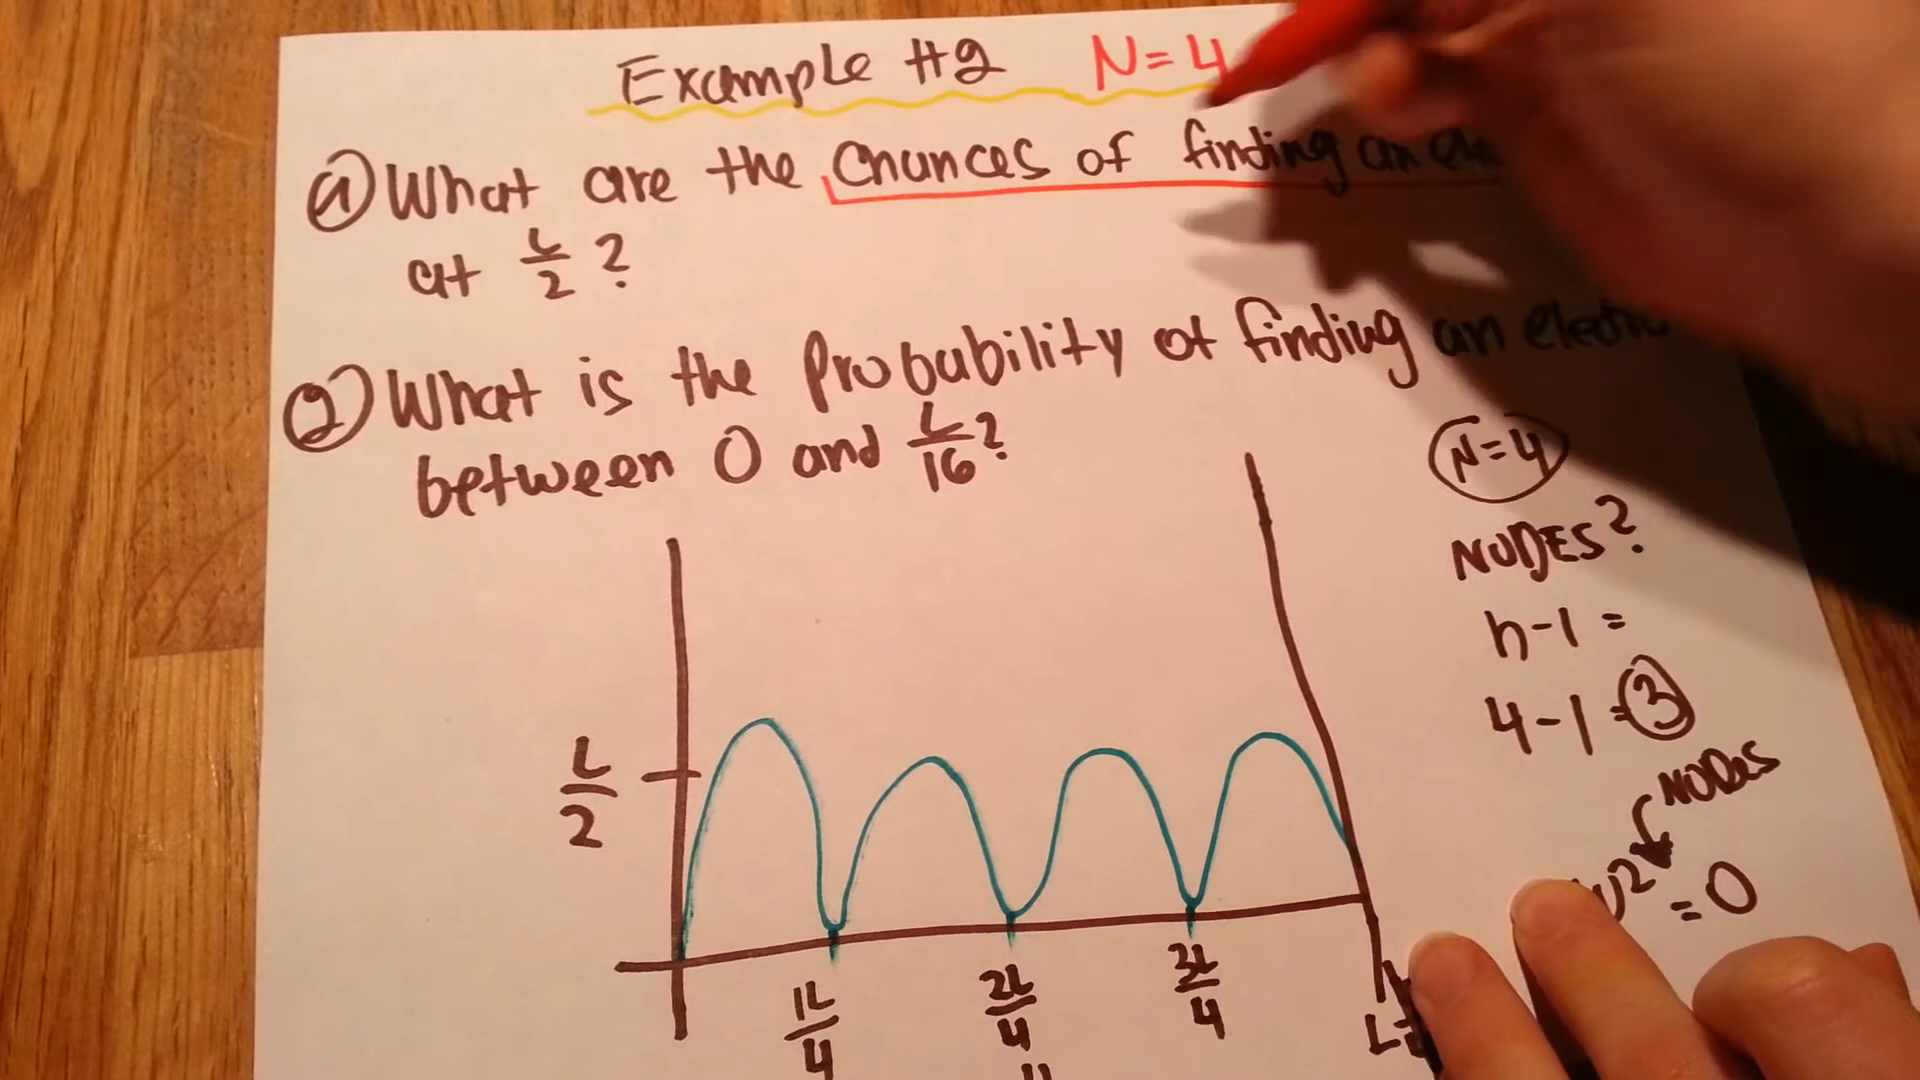 Example #2 N=4
a) What are the Chances of finding an
at L/2 ?
2) What is the Probability of finding an
between 0 and L/16 ?
N=4
NODES?
n-1 =
4-1=3
NODES
ψ² = 0
L/2
1L/4 2L/4 3L/4